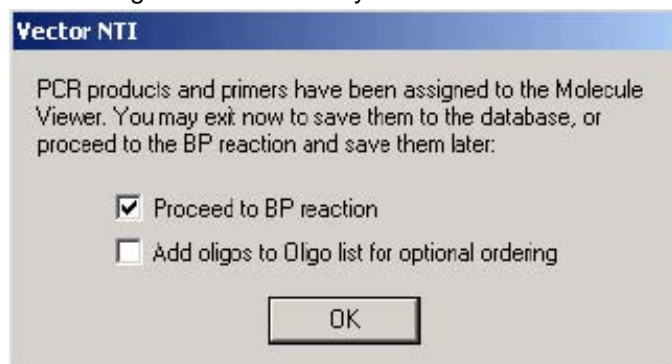 Vector NTI
PCR products and primers have been assigned to the Molecule
Viewer. You may exit now to save them to the database, or
proceed to the BP reaction and save them later:
Proceed to BP reaction
Add oligos to Oligo list for optional ordering
OK